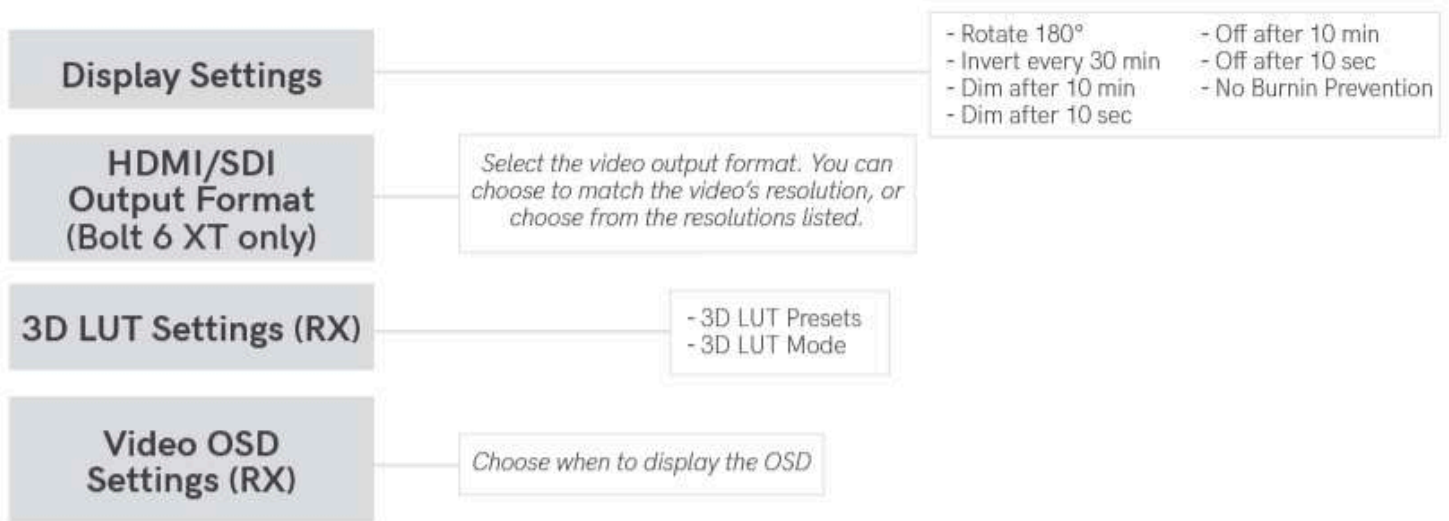 Display Settings
- Rotate 180°
- Invert every 30 min
- Dim after 10 min
- Dim after 10 sec
- Off after 10 min
- Off after 10 sec
- No Burnin Prevention
HDMI/SDI
Output Format
(Bolt 6 XT only)
Select the video output format. You can
choose to match the video's resolution, or
choose from the resolutions listed.
3D LUT Settings (RX)
- 3D LUT Presets
- 3D LUT Mode
Video OSD
Settings (RX)
Choose when to display the OSD